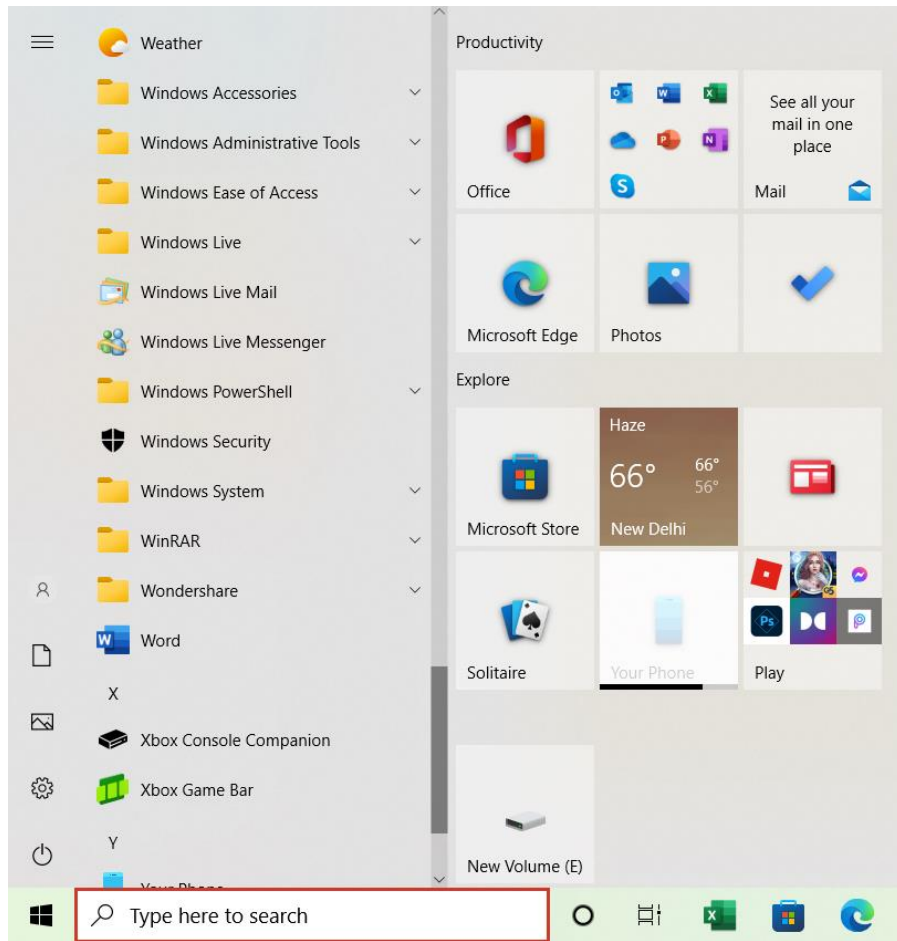 Weather
Windows Accessories
Windows Administrative Tools
Windows Ease of Access
Windows Live
Windows Live Mail
Windows Live Messenger
Windows PowerShell
Windows Security
Windows System
WinRAR
Wondershare
Word
X
Xbox Console Companion
Xbox Game Bar
Y
Your Phone
Productivity
Office
See all your
mail in one
place
Mail
Microsoft Edge
Photos
Explore
Microsoft Store
Haze
66°
66°
56°
New Delhi
Solitaire
Your Phone
Ps
Play
New Volume (E)
Type here to search